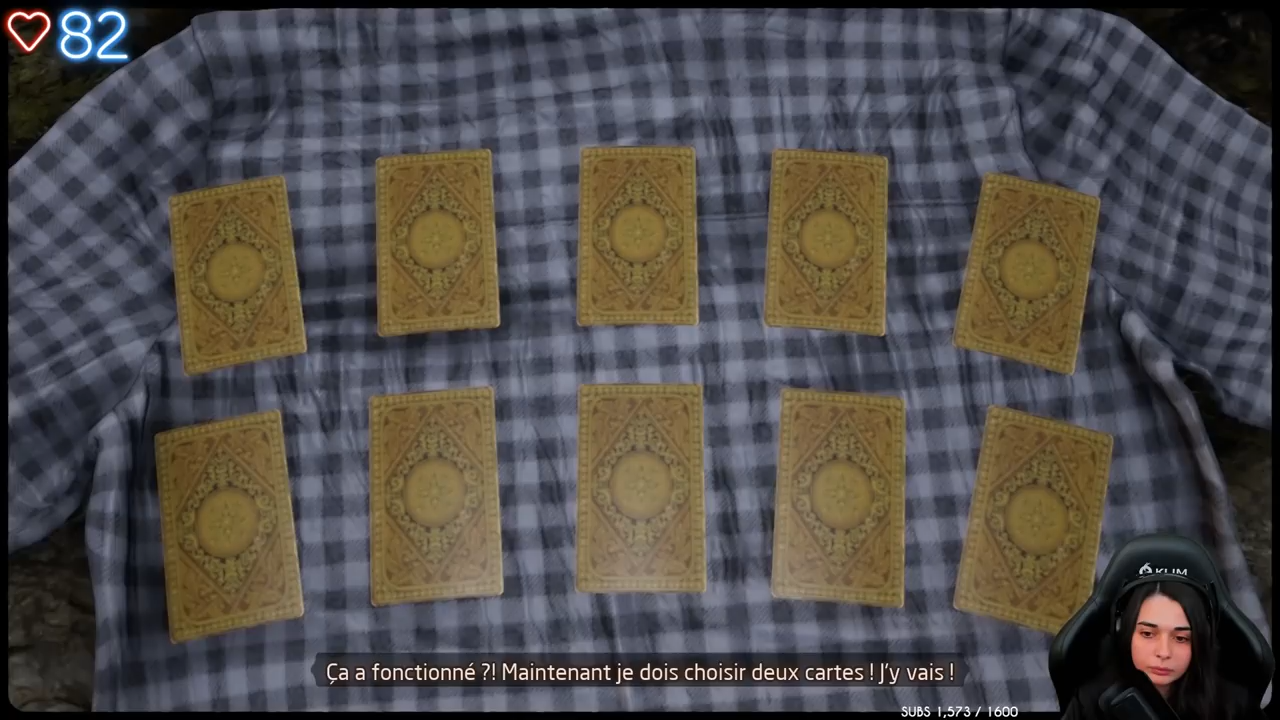 82
KLIM
Ça a fonctionné ?! Maintenant je dois choisir deux cartes ! J'y vais !
SUBS 1,573 / 1600